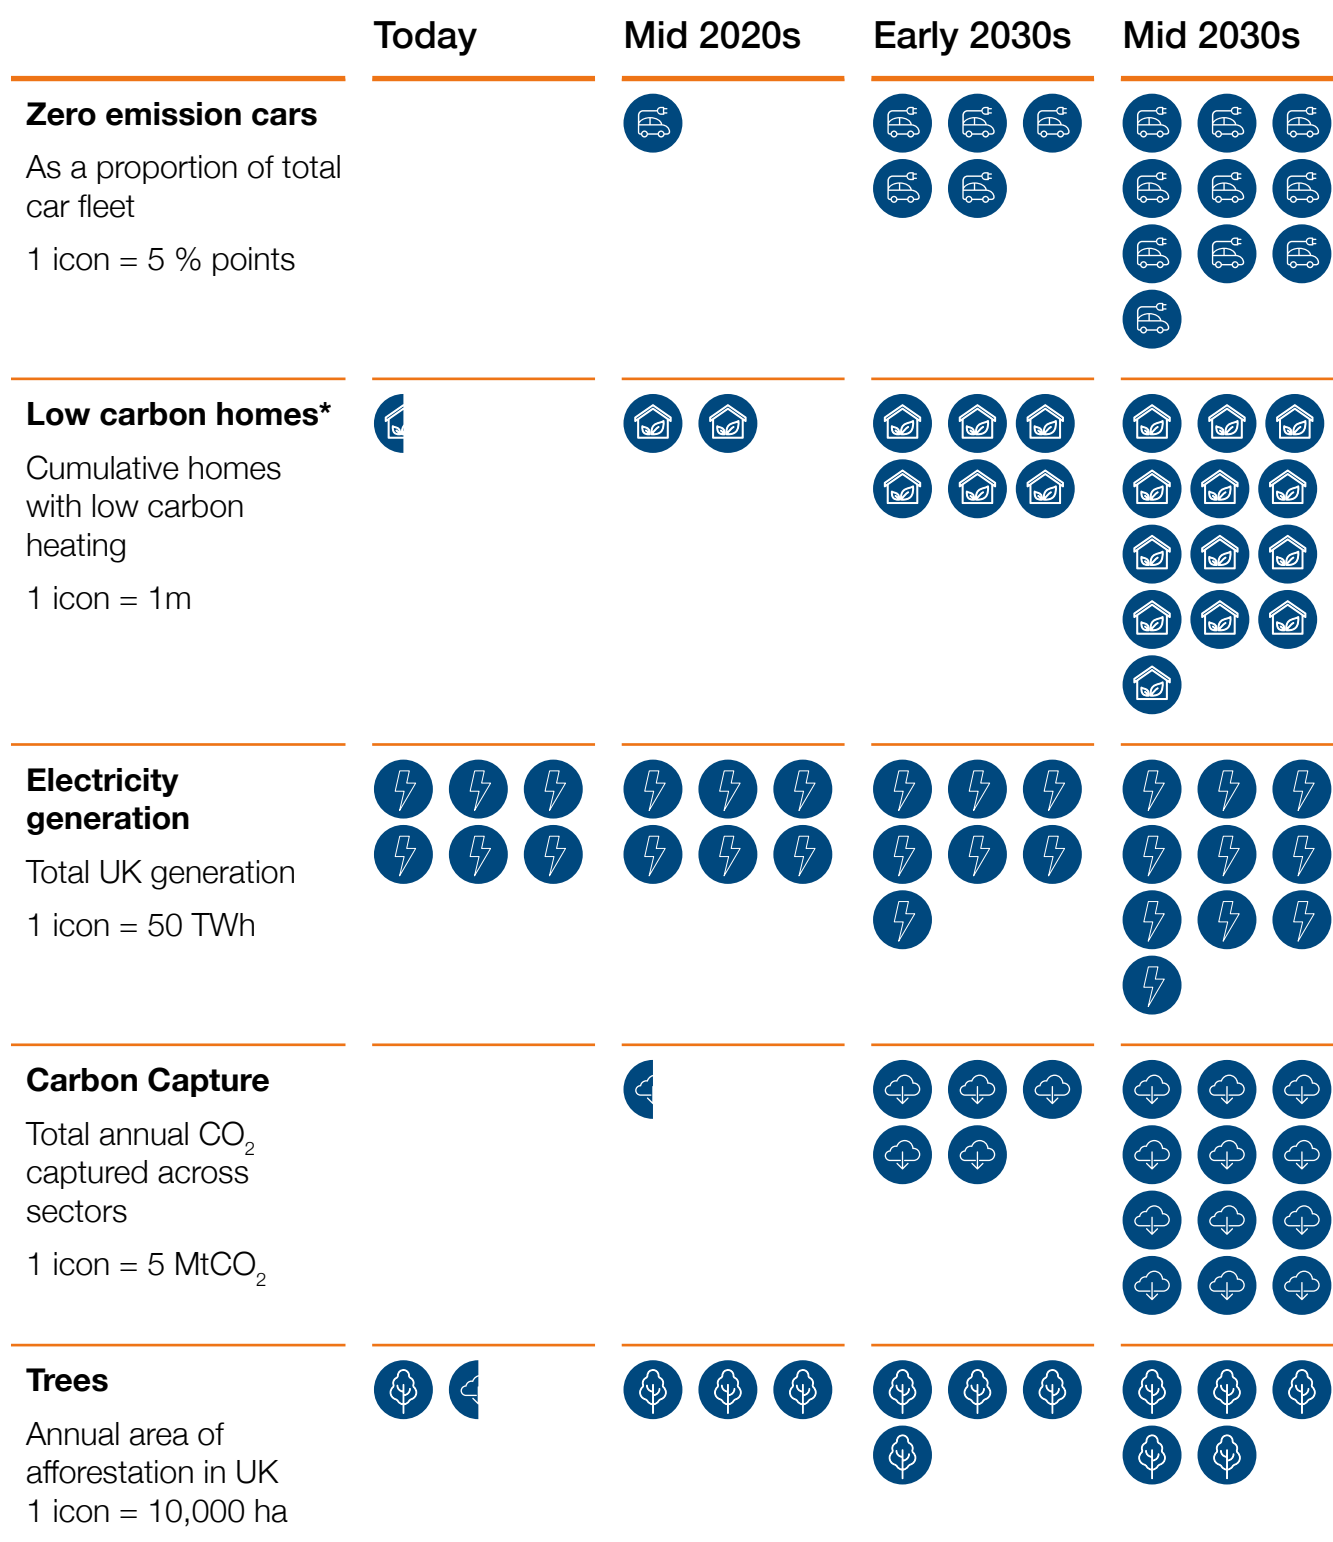 Today Mid 2020s Early 2030s Mid 2030s
Zero emission cars
As a proportion of total
car fleet
1 icon = 5 % points
Low carbon homes*
Cumulative homes
with low carbon
heating
1 icon = 1m
Electricity
generation
Total UK generation
1 icon = 50 TWh
Carbon Capture
Total annual CO₂
captured across
sectors
1 icon = 5 MtCO₂
Trees
Annual area of
afforestation in UK
1 icon = 10,000 ha